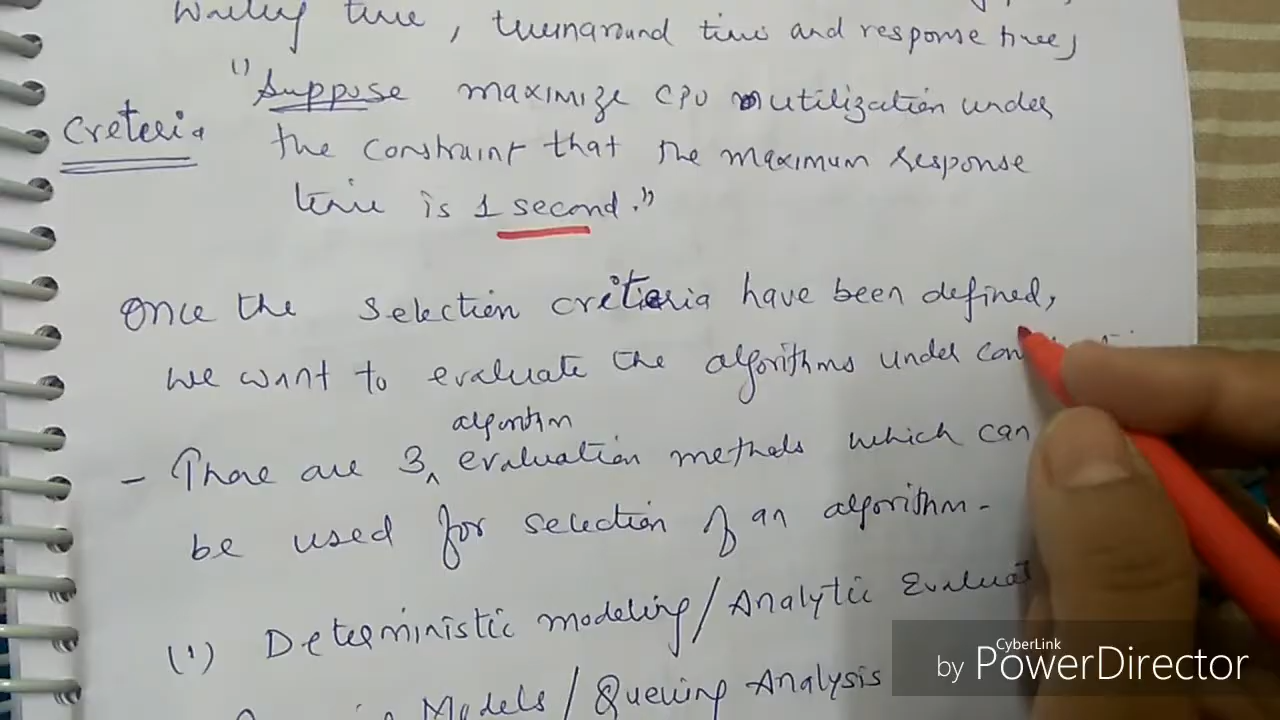 Waiting time, turnaround time and response time,
Creteria
(1) "Suppose maximize CPU utilization under
the constraint that the maximum response
time is 1 second."
Once the selection criteria have been defined,
we want to evaluate the algorithms under
algorithm
- There are 3 ^ evaluation methods which can
be used for selection of an algorithm -
(1) Deterministic modeling / Analytic
Models / Queuing Analysis
CyberLink
by PowerDirector